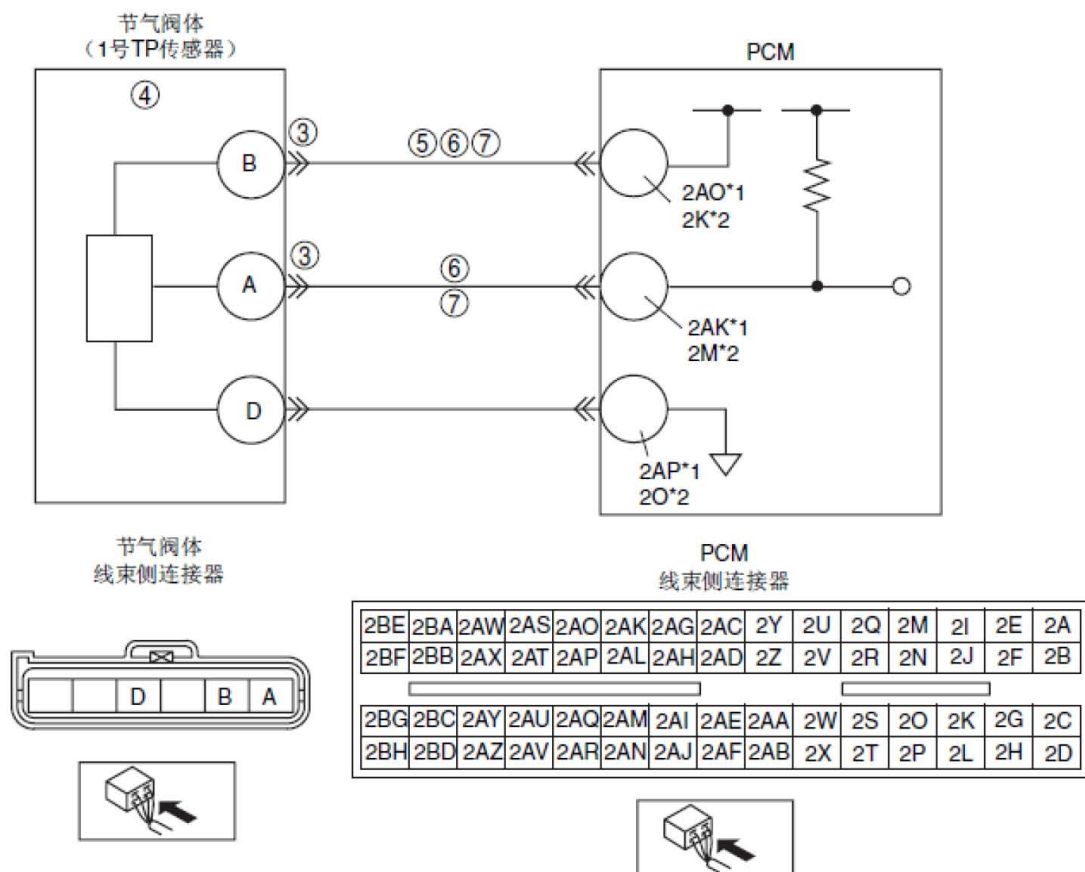 节气阀体
（1号TP传感器）
PCM
④
B
③
⑤⑥⑦
2AO*1
2K*2
A
③
⑥
⑦
2AK*1
2M*2
D
2AP*1
2O*2
节气阀体
线束侧连接器
D B A
PCM
线束侧连接器
2BE 2BA 2AW 2AS 2AO 2AK 2AG 2AC 2Y 2U 2Q 2M 2I 2E 2A
2BF 2BB 2AX 2AT 2AP 2AL 2AH 2AD 2Z 2V 2R 2N 2J 2F 2B
2BG 2BC 2AY 2AU 2AQ 2AM 2AI 2AE 2AA 2W 2S 2O 2K 2G 2C
2BH 2BD 2AZ 2AV 2AR 2AN 2AJ 2AF 2AB 2X 2T 2P 2L 2H 2D